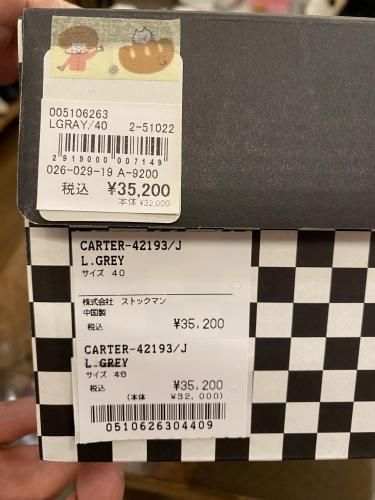 005106263
LGRAY/40 2-51022
2919000 007149
026-029-19 A-9200
税込 ¥35,200
本体 ¥32,000
CARTER-42193/J
L.GREY
サイズ 40
株式会社 ストックマン
中国製
税込 ¥35,200
CARTER-42193/J
L.GREY
サイズ 40
税込 ¥35,200
(本体 ¥32,000)
0510626304409